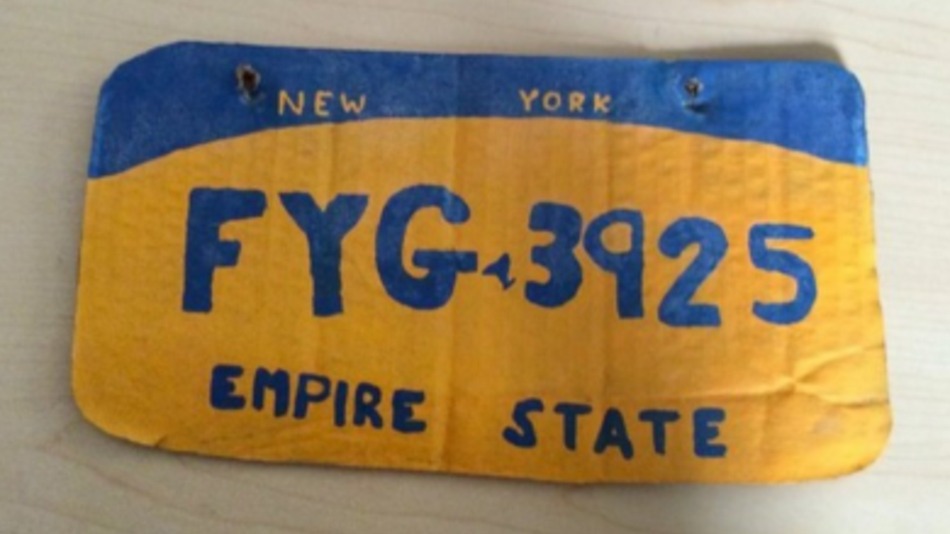 NEW YORK
FYG-3925
EMPIRE STATE